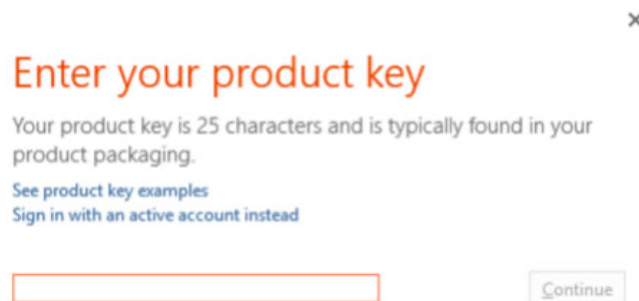 Enter your product key
Your product key is 25 characters and is typically found in your
product packaging.
See product key examples
Sign in with an active account instead
Continue